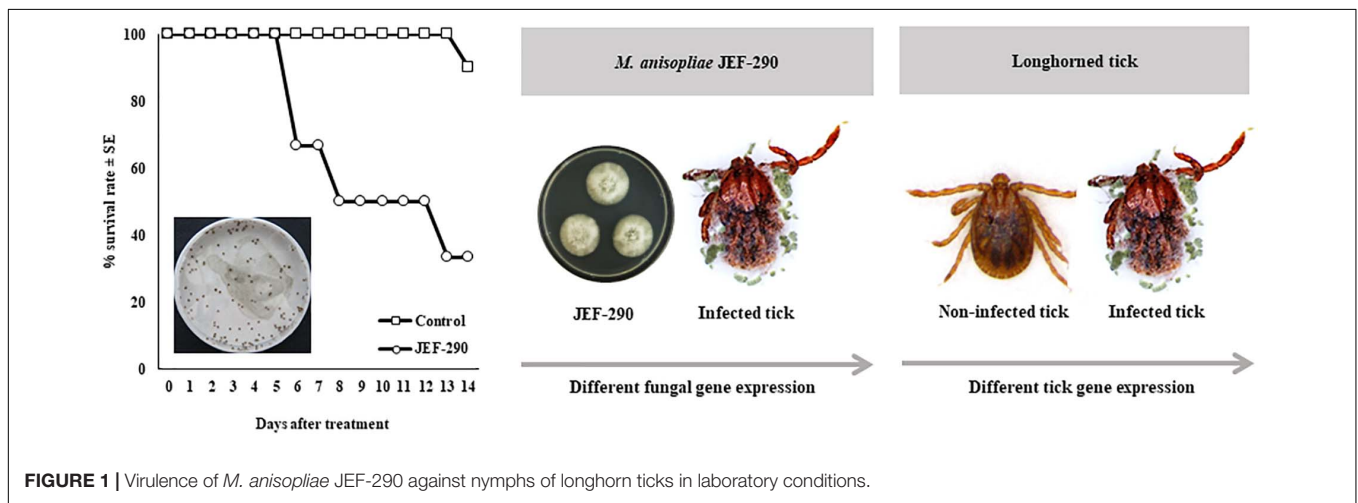 100
80
60
40
20
0
% survival rate ± SE
Control
JEF-290
0 1 2 3 4 5 6 7 8 9 10 11 12 13 14
Days after treatment
M. anisopliae JEF-290
JEF-290
Infected tick
Different fungal gene expression
Longhorned tick
Non-infected tick
Infected tick
Different tick gene expression
FIGURE 1 | Virulence of M. anisopliae JEF-290 against nymphs of longhorn ticks in laboratory conditions.